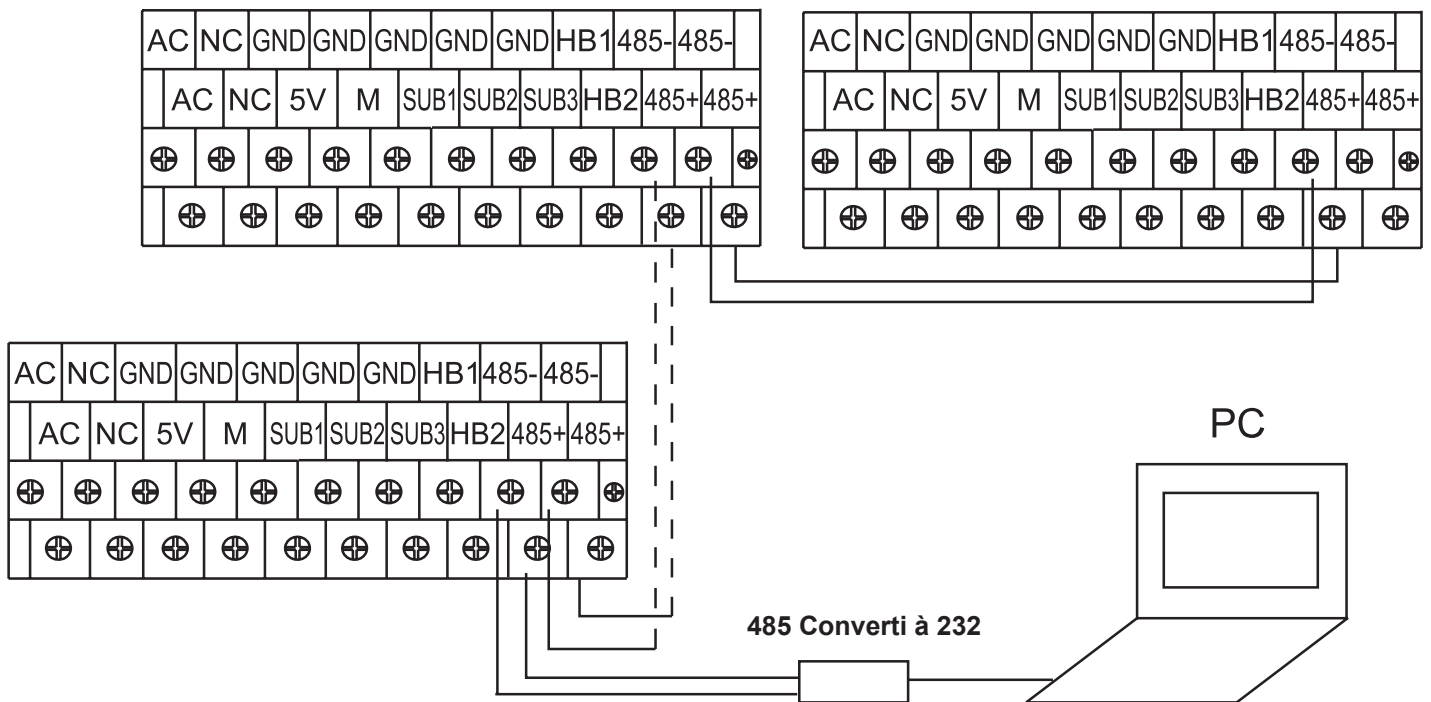 AC NC GND GND GND GND GND HB1 485- 485-
AC NC 5V M SUB1 SUB2 SUB3 HB2 485+ 485+
AC NC GND GND GND GND GND HB1 485- 485-
AC NC 5V M SUB1 SUB2 SUB3 HB2 485+ 485+
AC NC GND GND GND GND GND HB1 485- 485-
AC NC 5V M SUB1 SUB2 SUB3 HB2 485+ 485+
PC
485 Converti à 232